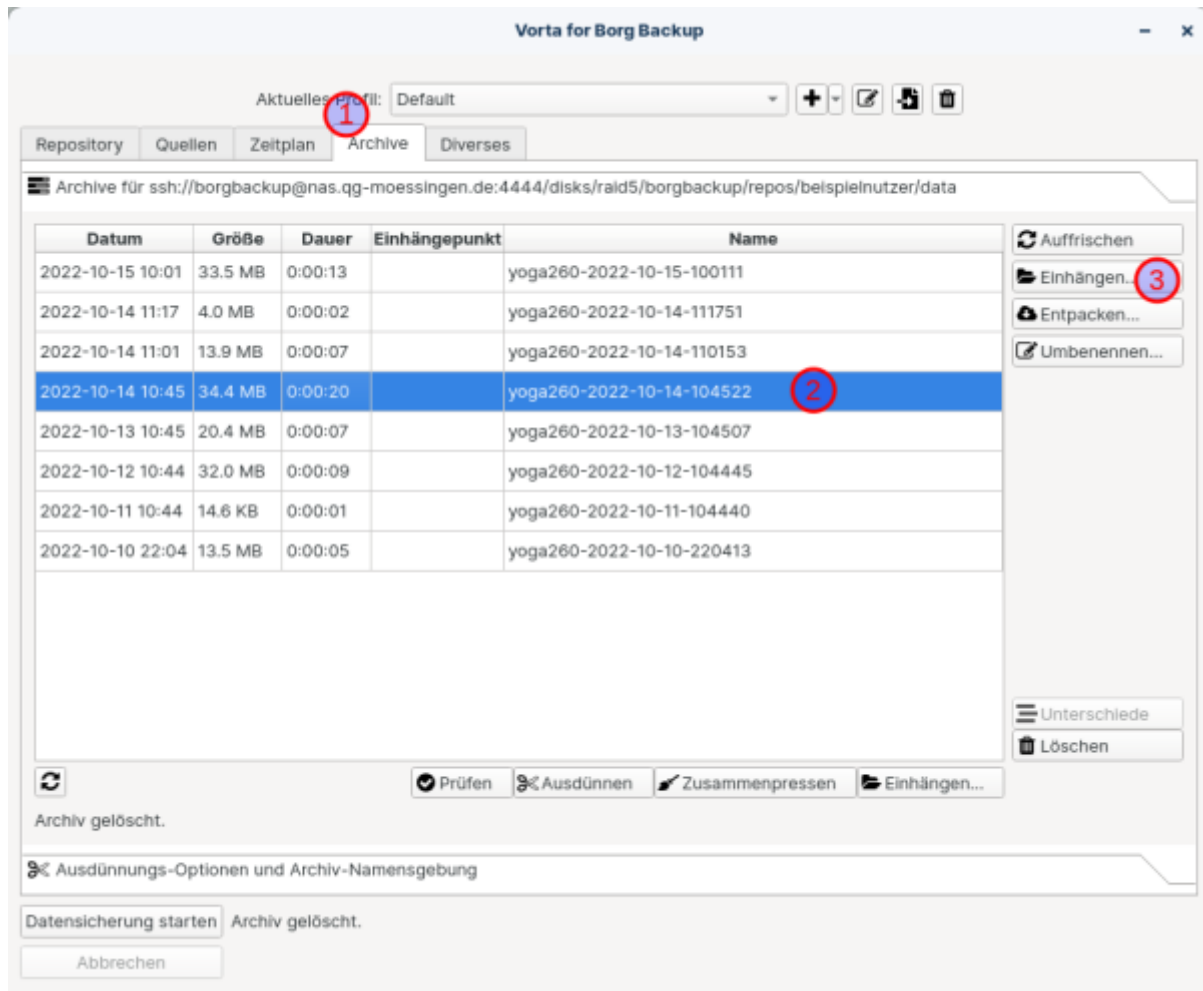 Vorta for Borg Backup
Aktuelles Profil: Default
1
Repository Quellen Zeitplan Archive Diverses
Archive für ssh://borgbackup@nas.qg-moessingen.de:4444/disks/raid5/borgbackup/repos/beispielnutzer/data
Datum Größe Dauer Einhängepunkt Name
Auffrischen
2022-10-15 10:01 33.5 MB 0:00:13 yoga260-2022-10-15-100111
Einhängen... 3
2022-10-14 11:17 4.0 MB 0:00:02 yoga260-2022-10-14-111751
Entpacken...
2022-10-14 11:01 13.9 MB 0:00:07 yoga260-2022-10-14-110153
Umbenennen...
2022-10-14 10:45 34.4 MB 0:00:20 yoga260-2022-10-14-104522 2
2022-10-13 10:45 20.4 MB 0:00:07 yoga260-2022-10-13-104507
2022-10-12 10:44 32.0 MB 0:00:09 yoga260-2022-10-12-104445
2022-10-11 10:44 14.6 KB 0:00:01 yoga260-2022-10-11-104440
2022-10-10 22:04 13.5 MB 0:00:05 yoga260-2022-10-10-220413
Unterschiede
Löschen
Prüfen Ausdünnen Zusammenpressen Einhängen...
Archiv gelöscht.
Ausdünnungs-Optionen und Archiv-Namensgebung
Datensicherung starten Archiv gelöscht.
Abbrechen